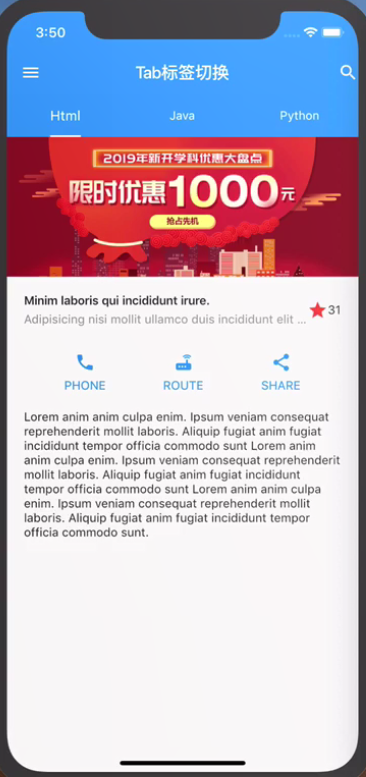 3:50
Tab标签切换
Html
Java
Python
2019年新开学科优惠大盘点
限时优惠1000元
抢占先机
Minim laboris qui incididunt irure.
Adipisicing nisi mollit ullamco duis incididunt elit ...
31
PHONE
ROUTE
SHARE
Lorem anim anim culpa enim. Ipsum veniam consequat
reprehenderit mollit laboris. Aliquip fugiat anim fugiat
incididunt tempor officia commodo sunt Lorem anim
anim culpa enim. Ipsum veniam consequat reprehenderit
mollit laboris. Aliquip fugiat anim fugiat incididunt
tempor officia commodo sunt Lorem anim anim culpa
enim. Ipsum veniam consequat reprehenderit mollit
laboris. Aliquip fugiat anim fugiat incididunt tempor
officia commodo sunt.